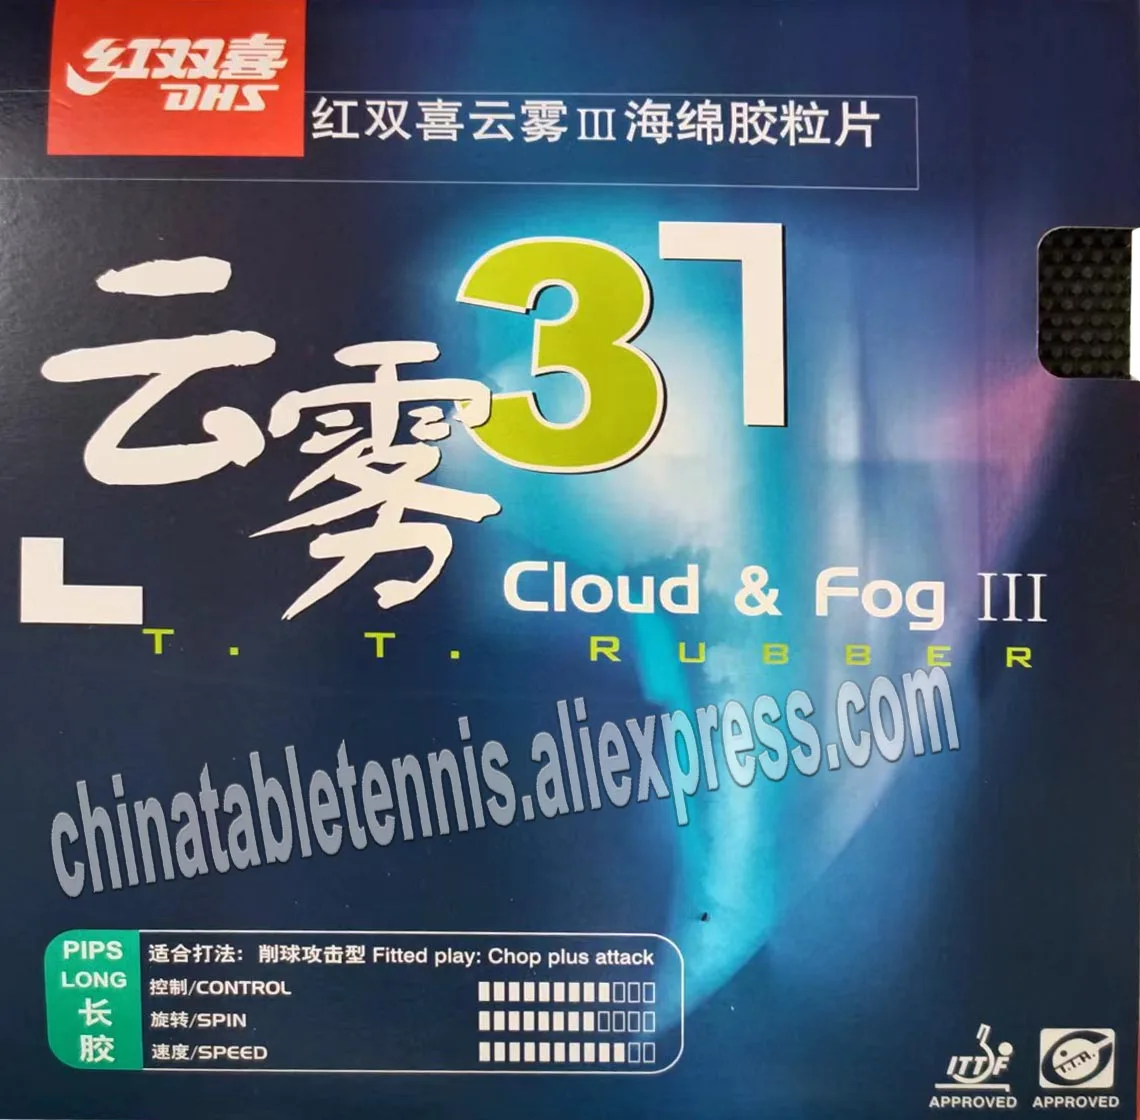 红双喜
DHS
红双喜云雾III海绵胶粒片
云雾3
Cloud & Fog III
T. T. RUBBER
chinatabletennis.aliexpress.com
PIPS
LONG
长
胶
适合打法：削球攻击型 Fitted play: Chop plus attack
控制/CONTROL
旋转/SPIN
速度/SPEED
ITTF
APPROVED
APPROVED